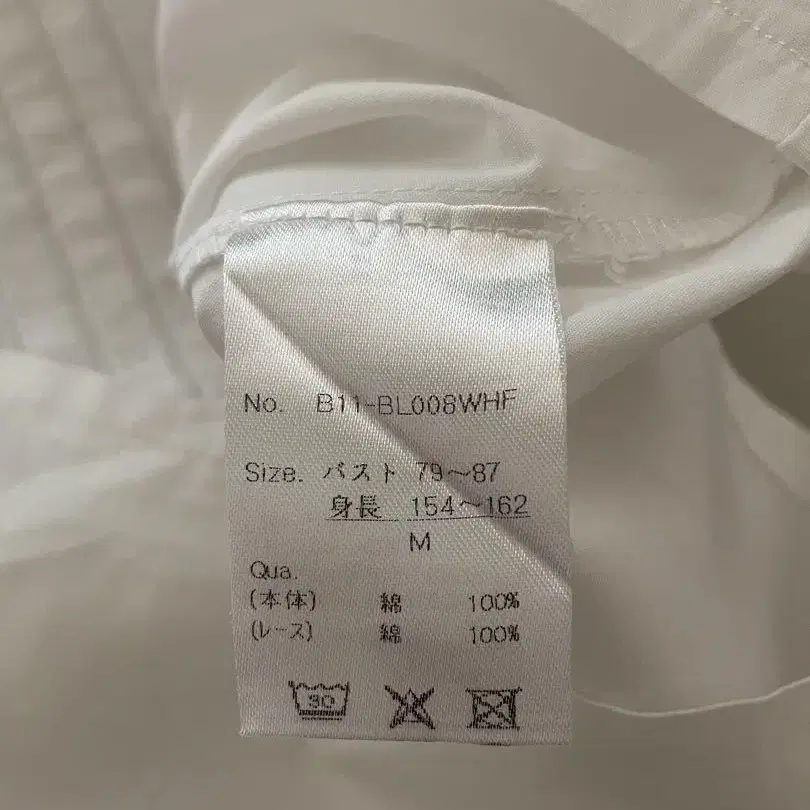 No. B11-BL008WHF
Size. バスト 79～87
身長 154～162
M
Qua.
(本体) 綿 100%
(レース) 綿 100%
30